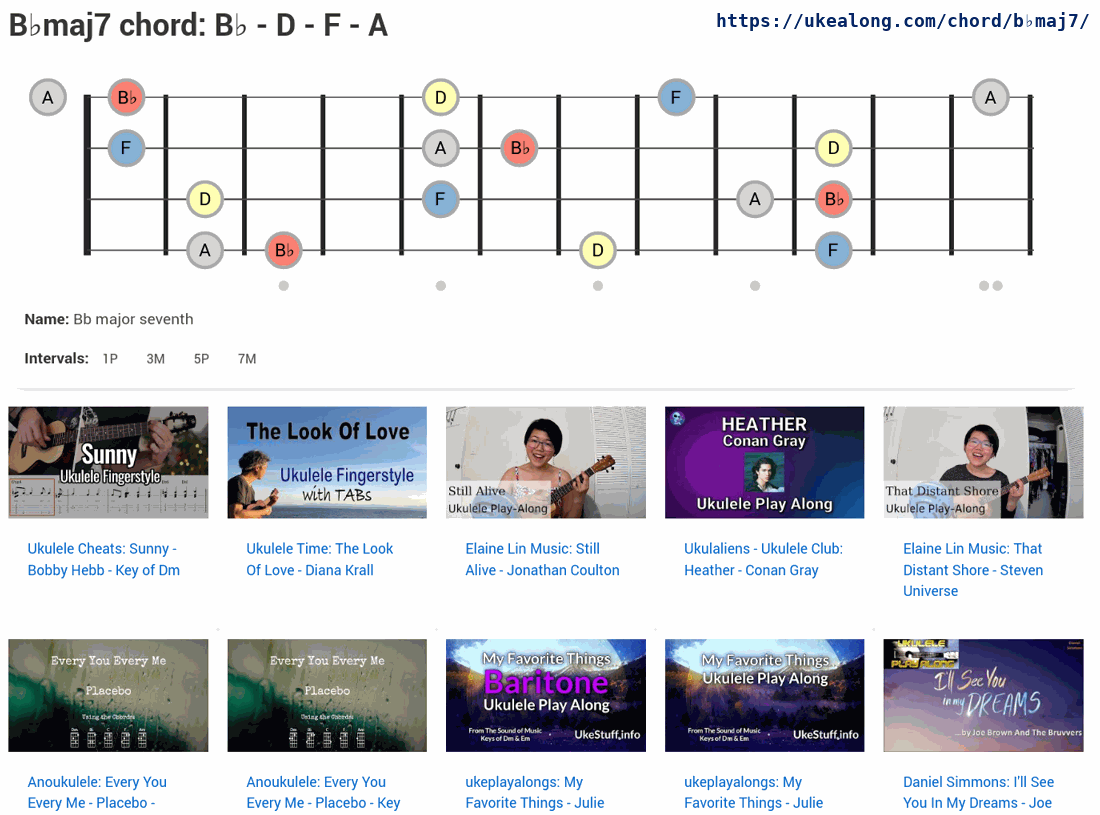 B♭maj7 chord: B♭ - D - F - A
https://ukealong.com/chord/b♭maj7/
A B♭ D F A
F A B♭ D
D F A B♭
A B♭ D F
Name: Bb major seventh
Intervals: 1P 3M 5P 7M
Sunny
Ukulele Fingerstyle
The Look Of Love
Ukulele Fingerstyle
with TABs
Still Alive
Ukulele Play-Along
HEATHER
Conan Gray
Ukulele Play Along
That Distant Shore
Ukulele Play-Along
Ukulele Cheats: Sunny -
Bobby Hebb - Key of Dm
Ukulele Time: The Look
Of Love - Diana Krall
Elaine Lin Music: Still
Alive - Jonathan Coulton
Ukulaliens - Ukulele Club:
Heather - Conan Gray
Elaine Lin Music: That
Distant Shore - Steven
Universe
Every You Every Me
Placebo
Using the Chords:
Every You Every Me
Placebo
Using the Chords:
My Favorite Things
Baritone
Ukulele Play Along
From The Sound of Music
Keys of Dm & Em
UkeStuff.info
My Favorite Things
Ukulele Play Along
From The Sound of Music
Keys of Dm & Em
UkeStuff.info
UKULELE
PLAY ALONG
I'll See You
in my DREAMS
...by Joe Brown And The Bruvvers
Anoukulele: Every You
Every Me - Placebo -
Anoukulele: Every You
Every Me - Placebo - Key
ukeplayalongs: My
Favorite Things - Julie
ukeplayalongs: My
Favorite Things - Julie
Daniel Simmons: I'll See
You In My Dreams - Joe